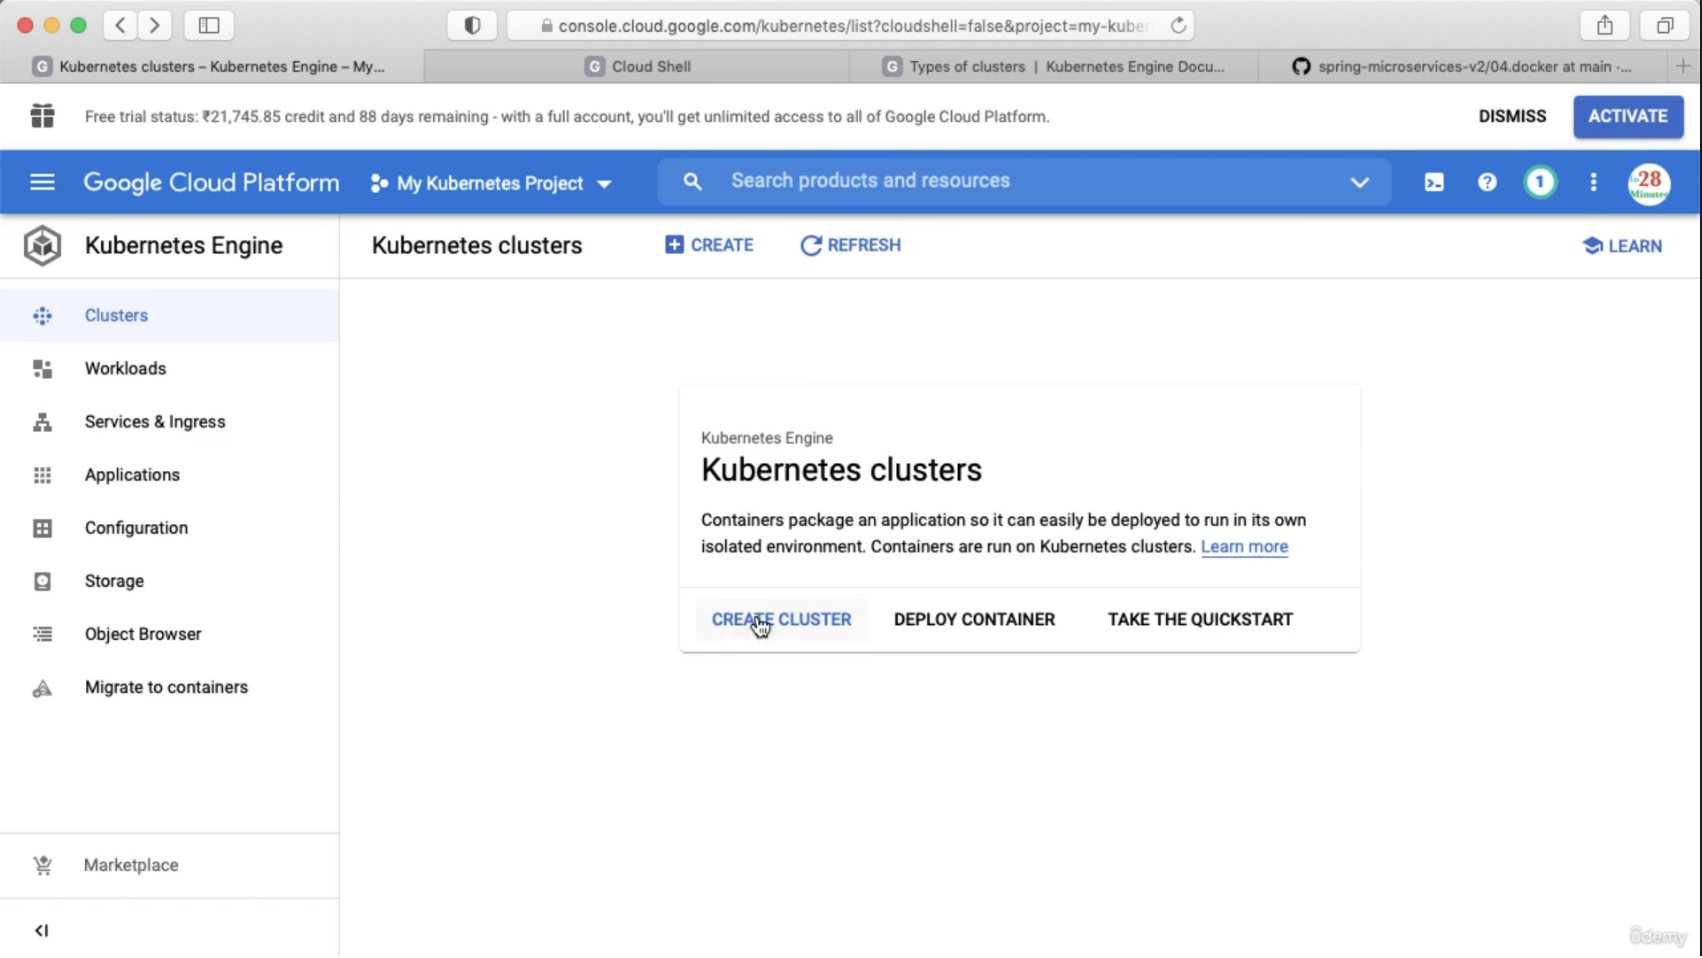 console.cloud.google.com/kubernetes/list?cloudshell=false&project=my-kuber
Kubernetes clusters – Kubernetes Engine – My...
Cloud Shell
Types of clusters | Kubernetes Engine Docu...
spring-microservices-v2/04.docker at main ·...
Free trial status: ₹21,745.85 credit and 88 days remaining - with a full account, you'll get unlimited access to all of Google Cloud Platform.
DISMISS
ACTIVATE
Google Cloud Platform
My Kubernetes Project
Search products and resources
1
in 28 Minutes
Kubernetes Engine
Kubernetes clusters
CREATE
REFRESH
LEARN
Clusters
Workloads
Services & Ingress
Applications
Configuration
Storage
Object Browser
Migrate to containers
Marketplace
Kubernetes Engine
Kubernetes clusters
Containers package an application so it can easily be deployed to run in its own
isolated environment. Containers are run on Kubernetes clusters. Learn more
CREATE CLUSTER
DEPLOY CONTAINER
TAKE THE QUICKSTART
ûdemy